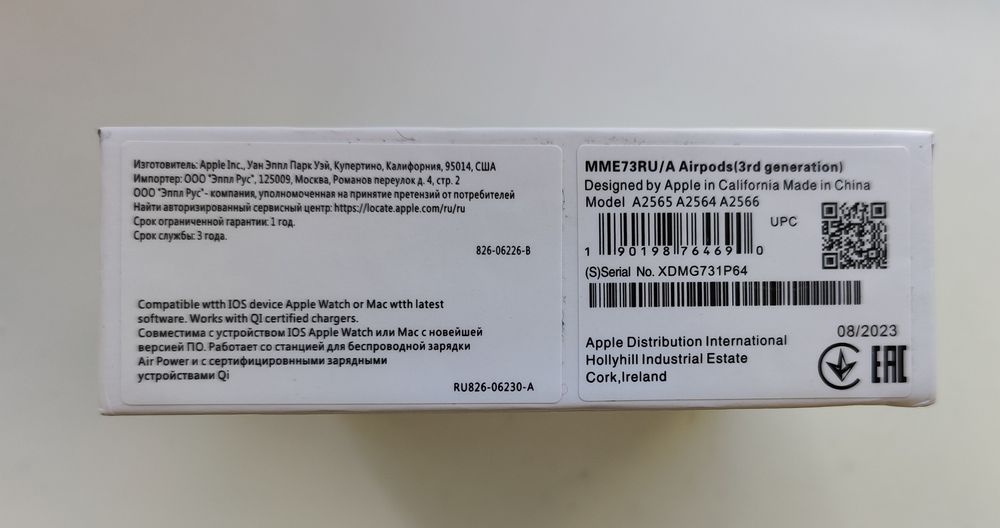 Изготовитель: Apple Inc., Уан Эппл Парк Уэй, Купертино, Калифорния, 95014, США
Импортер: ООО "Эппл Рус", 125009, Москва, Романов переулок д. 4, стр. 2
ООО "Эппл Рус"- компания, уполномоченная на принятие претензий от потребителей
Найти авторизированный сервисный центр: https://locate.apple.com/ru/ru
Срок ограниченной гарантии: 1 год.
Срок службы: 3 года.
826-06226-B
Compatible wtth IOS device Apple Watch or Mac wtth latest
software. Works with QI certified chargers.
Совместима с устройством IOS Apple Watch или Mac с новейшей
версией ПО. Работает со станцией для беспроводной зарядки
Air Power и с сертифицировнными зарядными
устройствами Qi
RU826-06230-A
MME73RU/A Airpods(3rd generation)
Designed by Apple in California Made in China
Model A2565 A2564 A2566
UPC
1 90198 76469 0
(S)Serial No. XDMG731P64
08/2023
Apple Distribution International
Hollyhill Industrial Estate
Cork,Ireland
EAC